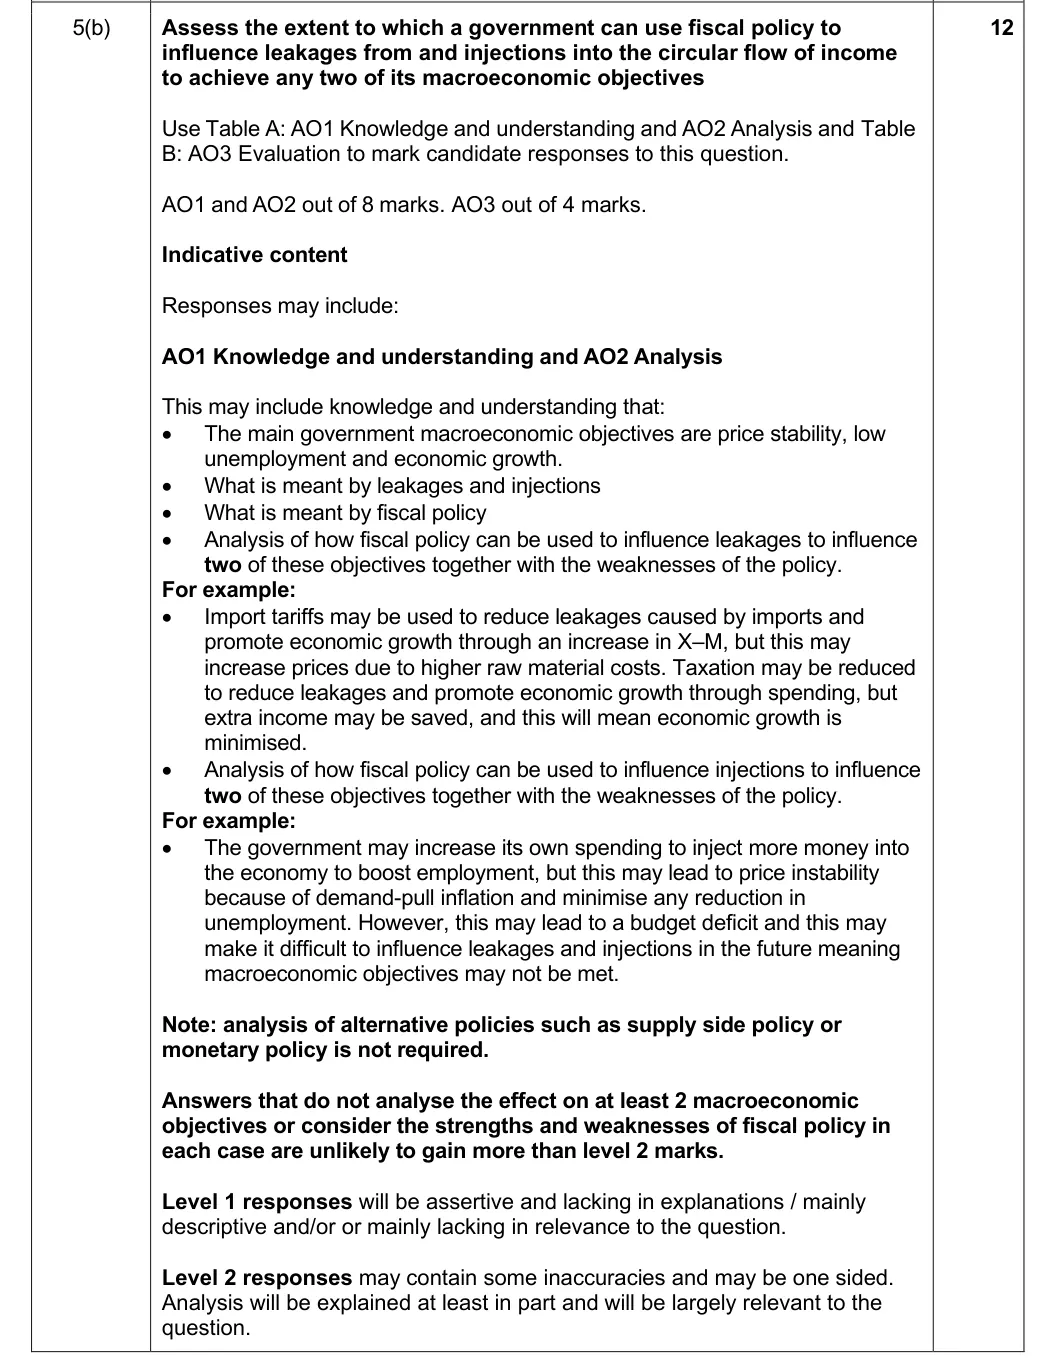 5(b)
Assess the extent to which a government can use fiscal policy to
influence leakages from and injections into the circular flow of income
to achieve any two of its macroeconomic objectives
12
Use Table A: AO1 Knowledge and understanding and AO2 Analysis and Table
B: AO3 Evaluation to mark candidate responses to this question.
AO1 and AO2 out of 8 marks. AO3 out of 4 marks.
Indicative content
Responses may include:
AO1 Knowledge and understanding and AO2 Analysis
This may include knowledge and understanding that:
• The main government macroeconomic objectives are price stability, low
unemployment and economic growth.
• What is meant by leakages and injections
• What is meant by fiscal policy
• Analysis of how fiscal policy can be used to influence leakages to influence
two of these objectives together with the weaknesses of the policy.
For example:
• Import tariffs may be used to reduce leakages caused by imports and
promote economic growth through an increase in X–M, but this may
increase prices due to higher raw material costs. Taxation may be reduced
to reduce leakages and promote economic growth through spending, but
extra income may be saved, and this will mean economic growth is
minimised.
• Analysis of how fiscal policy can be used to influence injections to influence
two of these objectives together with the weaknesses of the policy.
For example:
• The government may increase its own spending to inject more money into
the economy to boost employment, but this may lead to price instability
because of demand-pull inflation and minimise any reduction in
unemployment. However, this may lead to a budget deficit and this may
make it difficult to influence leakages and injections in the future meaning
macroeconomic objectives may not be met.
Note: analysis of alternative policies such as supply side policy or
monetary policy is not required.
Answers that do not analyse the effect on at least 2 macroeconomic
objectives or consider the strengths and weaknesses of fiscal policy in
each case are unlikely to gain more than level 2 marks.
Level 1 responses will be assertive and lacking in explanations / mainly
descriptive and/or or mainly lacking in relevance to the question.
Level 2 responses may contain some inaccuracies and may be one sided.
Analysis will be explained at least in part and will be largely relevant to the
question.